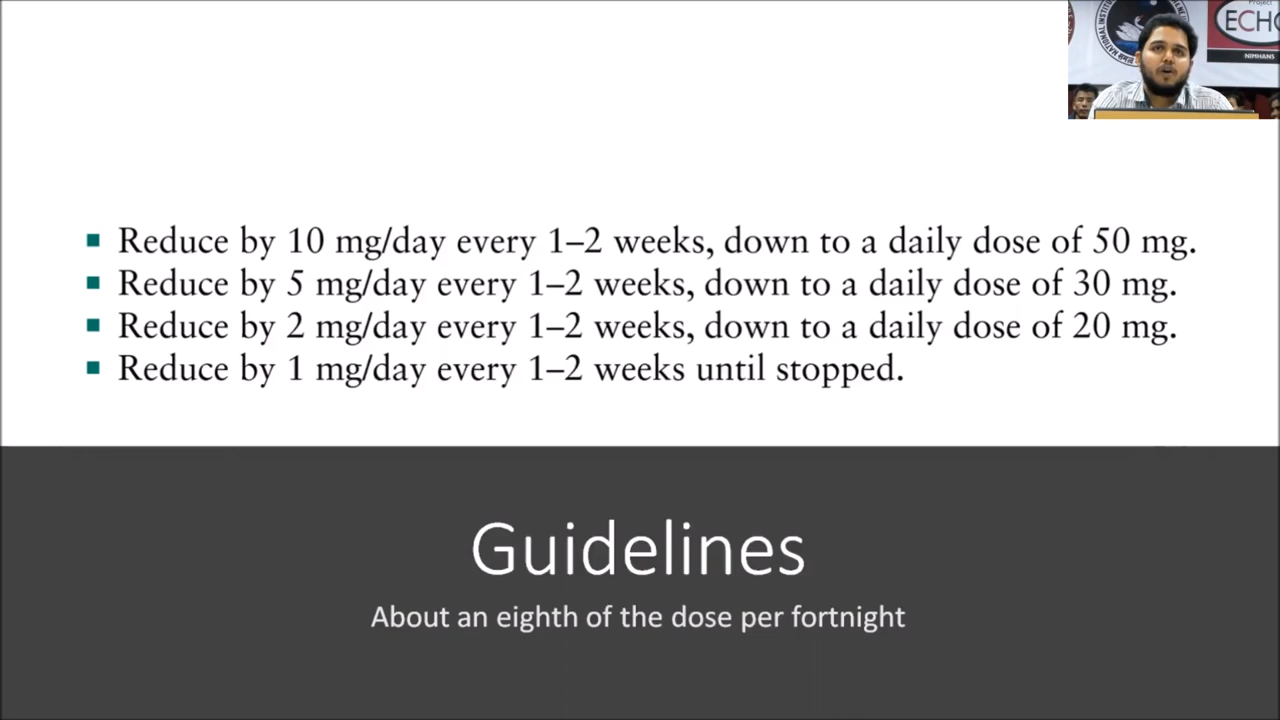 Project
ECHO
NIMHANS
NATIONAL INSTIT
▪ Reduce by 10 mg/day every 1–2 weeks, down to a daily dose of 50 mg.
▪ Reduce by 5 mg/day every 1–2 weeks, down to a daily dose of 30 mg.
▪ Reduce by 2 mg/day every 1–2 weeks, down to a daily dose of 20 mg.
▪ Reduce by 1 mg/day every 1–2 weeks until stopped.
Guidelines
About an eighth of the dose per fortnight